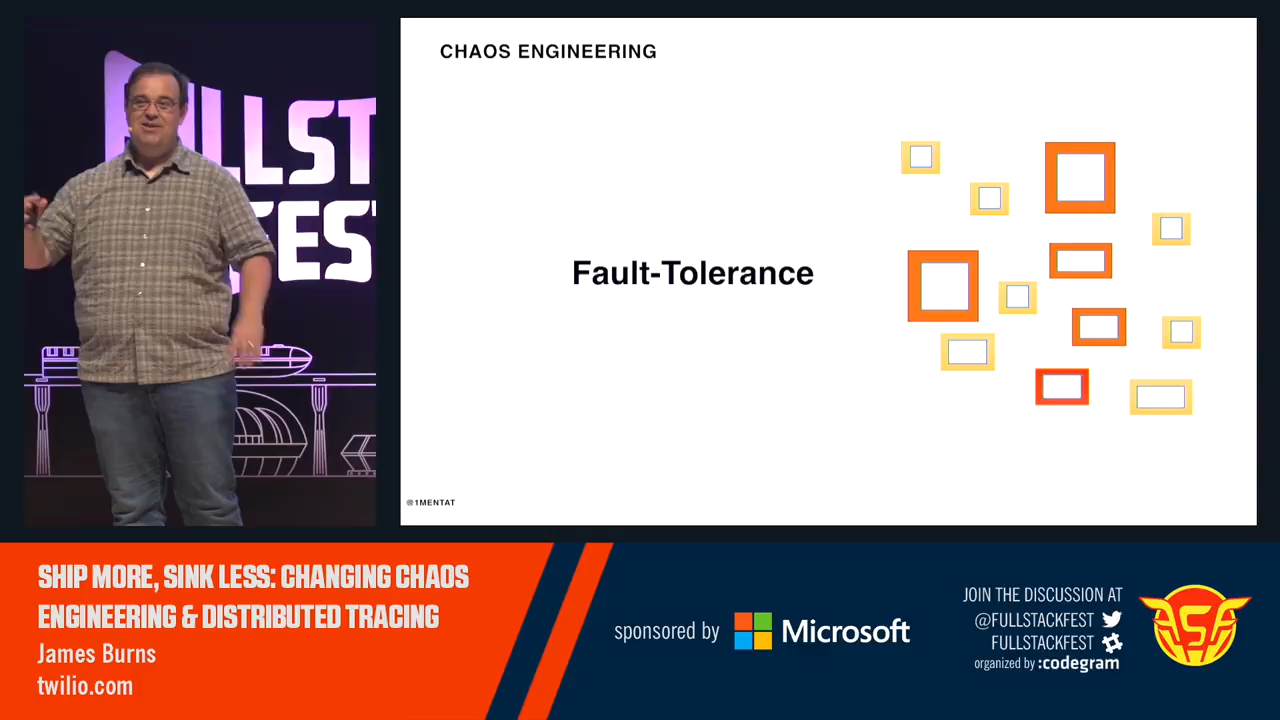 CHAOS ENGINEERING
Fault-Tolerance
@1MENTAT
SHIP MORE, SINK LESS: CHANGING CHAOS
ENGINEERING & DISTRIBUTED TRACING
James Burns
twilio.com
sponsored by Microsoft
JOIN THE DISCUSSION AT
@FULLSTACKFEST
FULLSTACKFEST
organized by :codegram
FSF